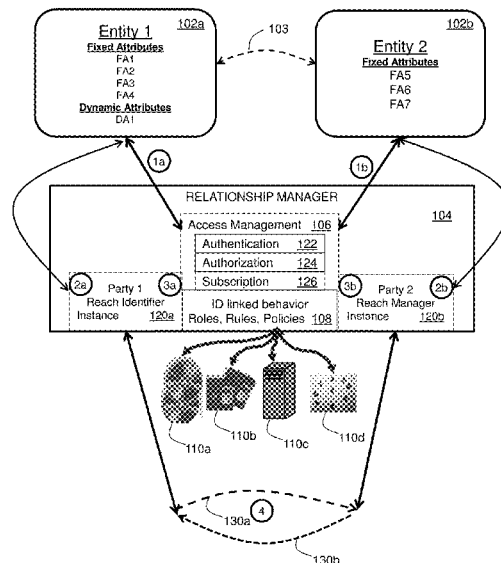 Entity 1 102a
Fixed Attributes
FA1
FA2
FA3
FA4
Dynamic Attributes
DA1
103
Entity 2 102b
Fixed Attributes
FA5
FA6
FA7
1a
1b
RELATIONSHIP MANAGER
104
Access Management 106
Authentication 122
Authorization 124
Subscription 126
2a
3a
Party 1
Reach Identifier
Instance 120a
ID linked behavior
Roles, Rules, Policies 108
3b
2b
Party 2
Reach Manager
Instance 120b
110a
110b
110c
110d
130a
4
130b